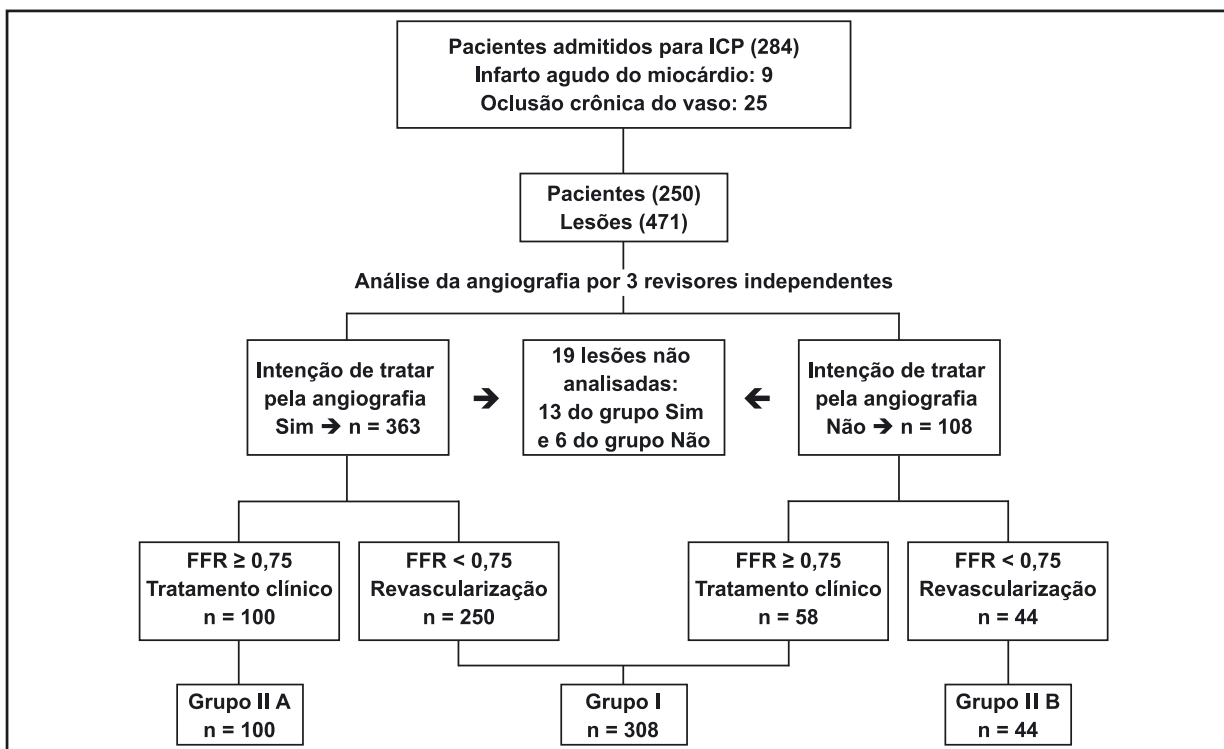 Pacientes admitidos para ICP (284)
Infarto agudo do miocárdio: 9
Oclusão crônica do vaso: 25
Pacientes (250)
Lesões (471)
Análise da angiografia por 3 revisores independentes
Intenção de tratar
pela angiografia
Sim ➔ n = 363
19 lesões não
analisadas:
13 do grupo Sim
e 6 do grupo Não
Intenção de tratar
pela angiografia
Não ➔ n = 108
FFR ≥ 0,75
Tratamento clínico
n = 100
FFR < 0,75
Revascularização
n = 250
FFR ≥ 0,75
Tratamento clínico
n = 58
FFR < 0,75
Revascularização
n = 44
Grupo II A
n = 100
Grupo I
n = 308
Grupo II B
n = 44